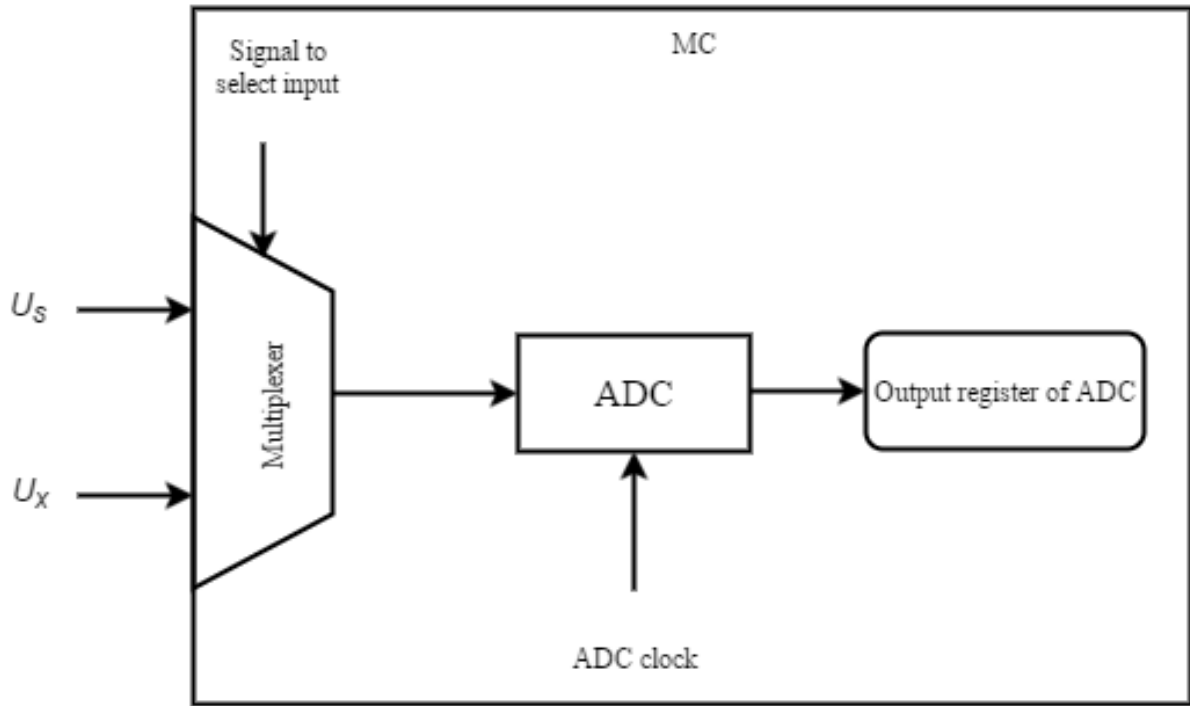 Signal to
select input
MC
U_S
Multiplexer
ADC
Output register of ADC
U_X
ADC clock